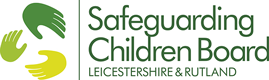 Safeguarding
Children Board
LEICESTERSHIRE & RUTLAND